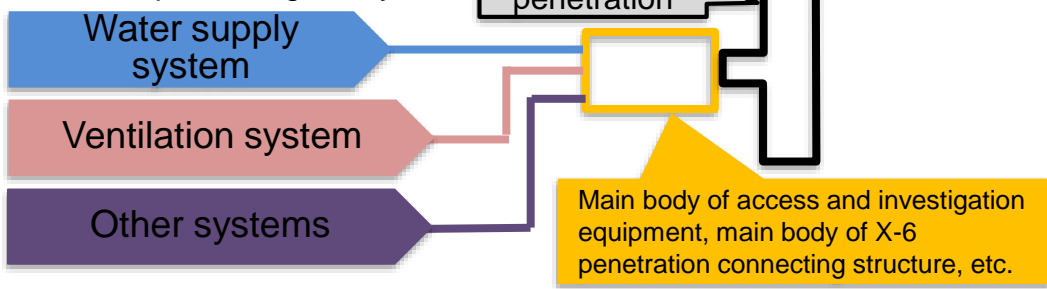 penetration
Water supply
system
Ventilation system
Other systems
Main body of access and investigation
equipment, main body of X-6
penetration connecting structure, etc.